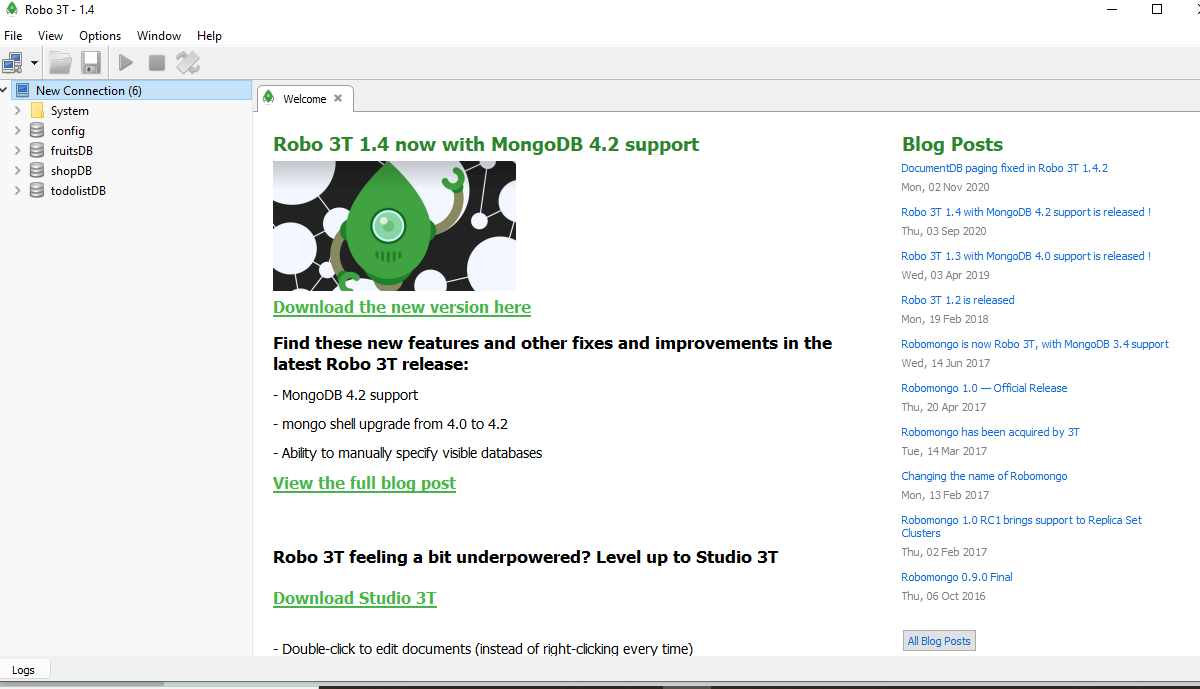 Robo 3T - 1.4
File View Options Window Help
New Connection (6)
System
config
fruitsDB
shopDB
todolistDB
Welcome
Robo 3T 1.4 now with MongoDB 4.2 support
Download the new version here
Find these new features and other fixes and improvements in the
latest Robo 3T release:
- MongoDB 4.2 support
- mongo shell upgrade from 4.0 to 4.2
- Ability to manually specify visible databases
View the full blog post
Robo 3T feeling a bit underpowered? Level up to Studio 3T
Download Studio 3T
- Double-click to edit documents (instead of right-clicking every time)
Blog Posts
DocumentDB paging fixed in Robo 3T 1.4.2
Mon, 02 Nov 2020
Robo 3T 1.4 with MongoDB 4.2 support is released !
Thu, 03 Sep 2020
Robo 3T 1.3 with MongoDB 4.0 support is released !
Wed, 03 Apr 2019
Robo 3T 1.2 is released
Mon, 19 Feb 2018
Robomongo is now Robo 3T, with MongoDB 3.4 support
Wed, 14 Jun 2017
Robomongo 1.0 — Official Release
Thu, 20 Apr 2017
Robomongo has been acquired by 3T
Tue, 14 Mar 2017
Changing the name of Robomongo
Mon, 13 Feb 2017
Robomongo 1.0 RC1 brings support to Replica Set
Clusters
Thu, 02 Feb 2017
Robomongo 0.9.0 Final
Thu, 06 Oct 2016
All Blog Posts
Logs